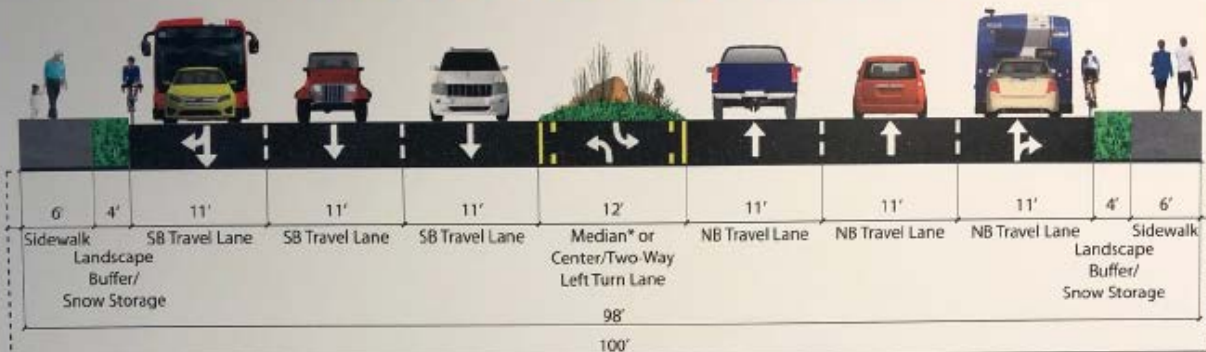 6' 4' 11' 11' 11' 12' 11' 11' 11' 4' 6'
Sidewalk
Landscape
Buffer/
Snow Storage
SB Travel Lane
SB Travel Lane
SB Travel Lane
Median* or
Center/Two-Way
Left Turn Lane
NB Travel Lane
NB Travel Lane
NB Travel Lane
Landscape
Buffer/
Snow Storage
Sidewalk
98'
100'